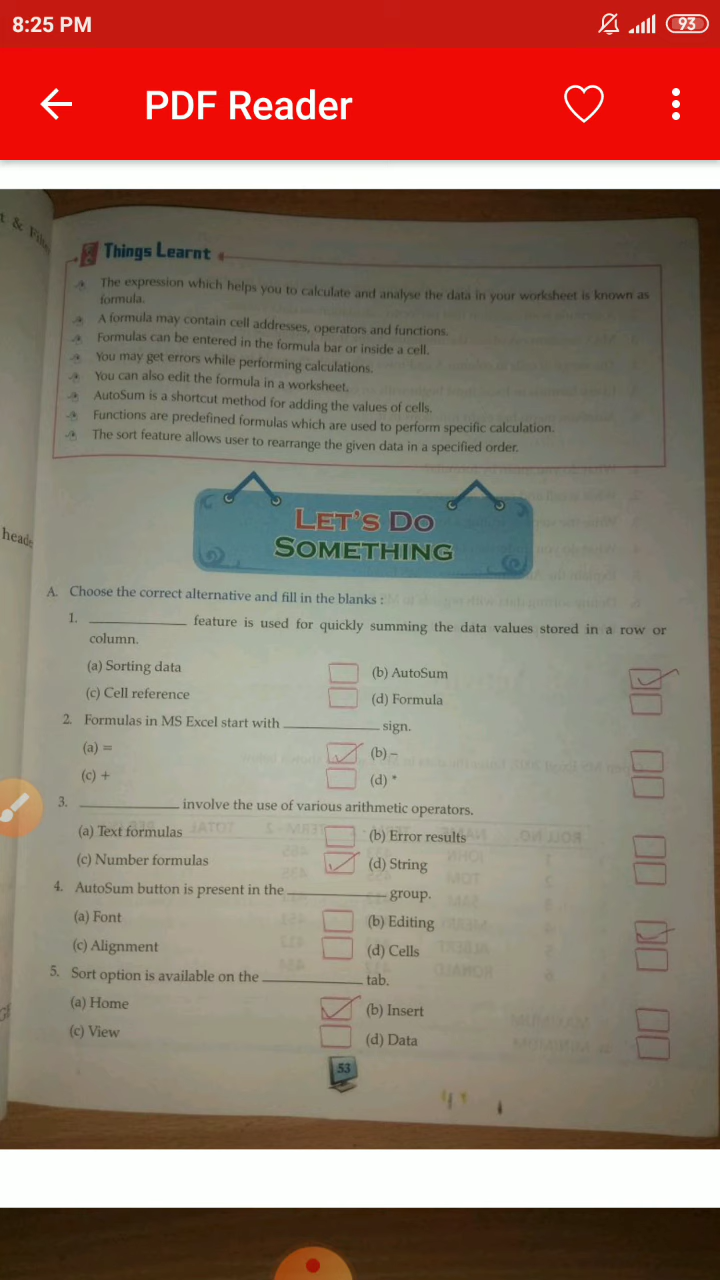 8:25 PM
93
PDF Reader
t & Filte
Things Learnt
The expression which helps you to calculate and analyse the data in your worksheet is known as
formula.
A formula may contain cell addresses, operators and functions.
Formulas can be entered in the formula bar or inside a cell.
You may get errors while performing calculations.
You can also edit the formula in a worksheet.
AutoSum is a shortcut method for adding the values of cells.
Functions are predefined formulas which are used to perform specific calculation.
The sort feature allows user to rearrange the given data in a specified order.
heade
LET'S DO
SOMETHING
A. Choose the correct alternative and fill in the blanks :
1. ____________ feature is used for quickly summing the data values stored in a row or
column.
(a) Sorting data (b) AutoSum
(c) Cell reference (d) Formula
2. Formulas in MS Excel start with ____________ sign.
(a) = (b) –
(c) + (d) *
3. ____________ involve the use of various arithmetic operators.
(a) Text formulas (b) Error results
(c) Number formulas (d) String
4. AutoSum button is present in the ____________ group.
(a) Font (b) Editing
(c) Alignment (d) Cells
5. Sort option is available on the ____________ tab.
(a) Home (b) Insert
(c) View (d) Data
53